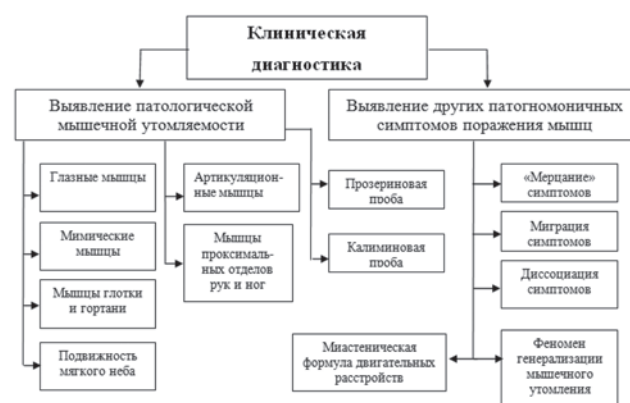 Клиническая
диагностика
Выявление патологической
мышечной утомляемости
Выявление других патогномоничных
симптомов поражения мышц
Глазные мышцы
Мимические
мышцы
Мышцы глотки
и гортани
Подвижность
мягкого неба
Артикуляцион-
ные мышцы
Мышцы
проксималь-
ных отделов
рук и ног
Прозериновая
проба
Калиминовая
проба
«Мерцание»
симптомов
Миграция
симптомов
Диссоциация
симптомов
Миастеническая
формула двигательных
расстройств
Феномен
генерализации
мышечного
утомления